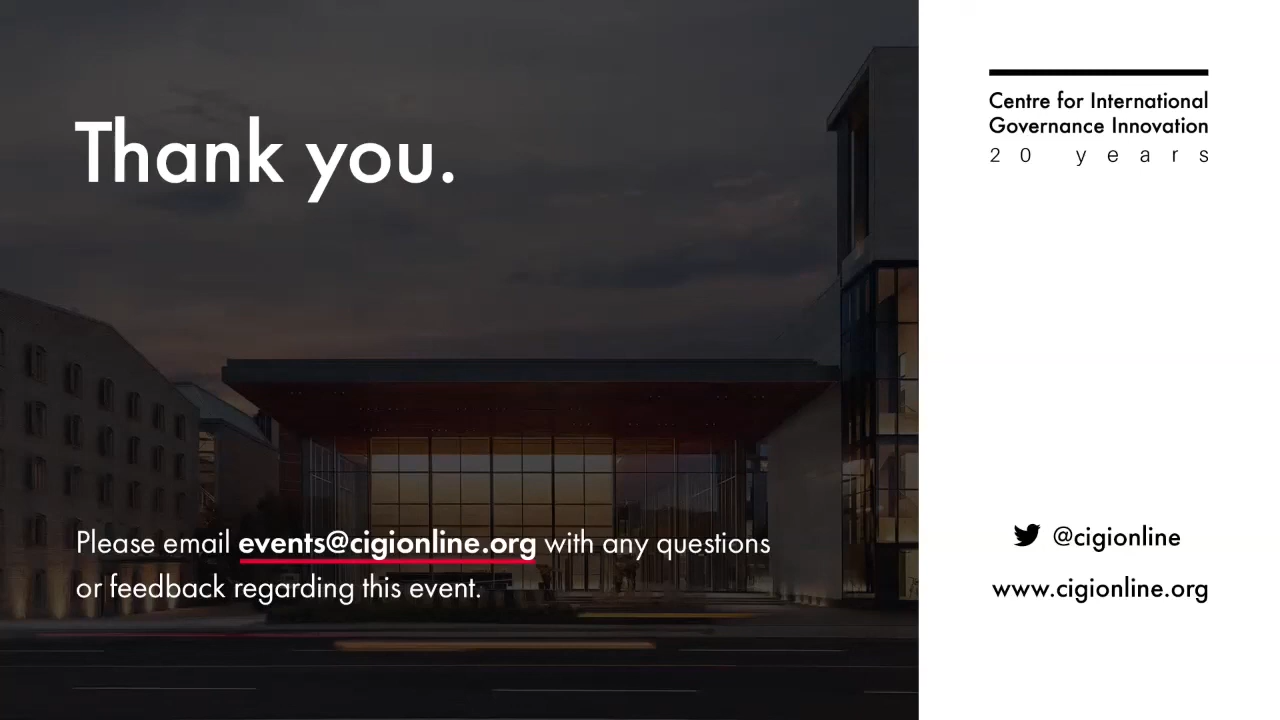 Thank you.
Please email events@cigionline.org with any questions
or feedback regarding this event.
Centre for International
Governance Innovation
20 years
@cigionline
www.cigionline.org